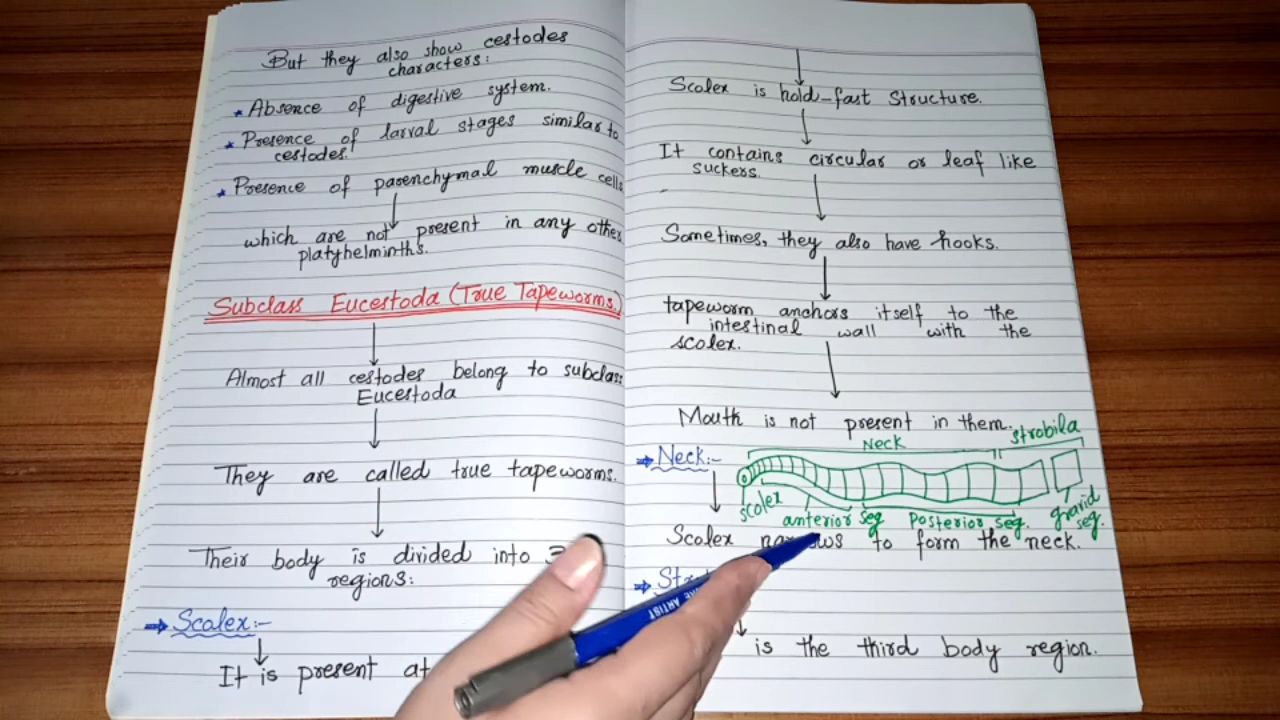 But they also show cestodes
characters:
* Absence of digestive system.
* Presence of larval stages similar to
cestodes.
* Presence of parenchymal muscle cells
which are not present in any other
platyhelminths.
Subclass Eucestoda (True Tapeworms.)
Almost all cestodes belong to subclass
Eucestoda
They are called true tapeworms.
Their body is divided into 3
regions:
Scolex:-
It is present at
Scolex is hold-fast structure.
It contains circular or leaf like
suckers.
Sometimes, they also have hooks.
tapeworm anchors itself to the
intestinal wall with the
scolex.
Mouth is not present in them.
Neck:-
Neck
strobila
scolex
anterior seg
posterior seg.
gravid
seg.
Scolex narrows to form the neck.
is the third body region.
ARTIST